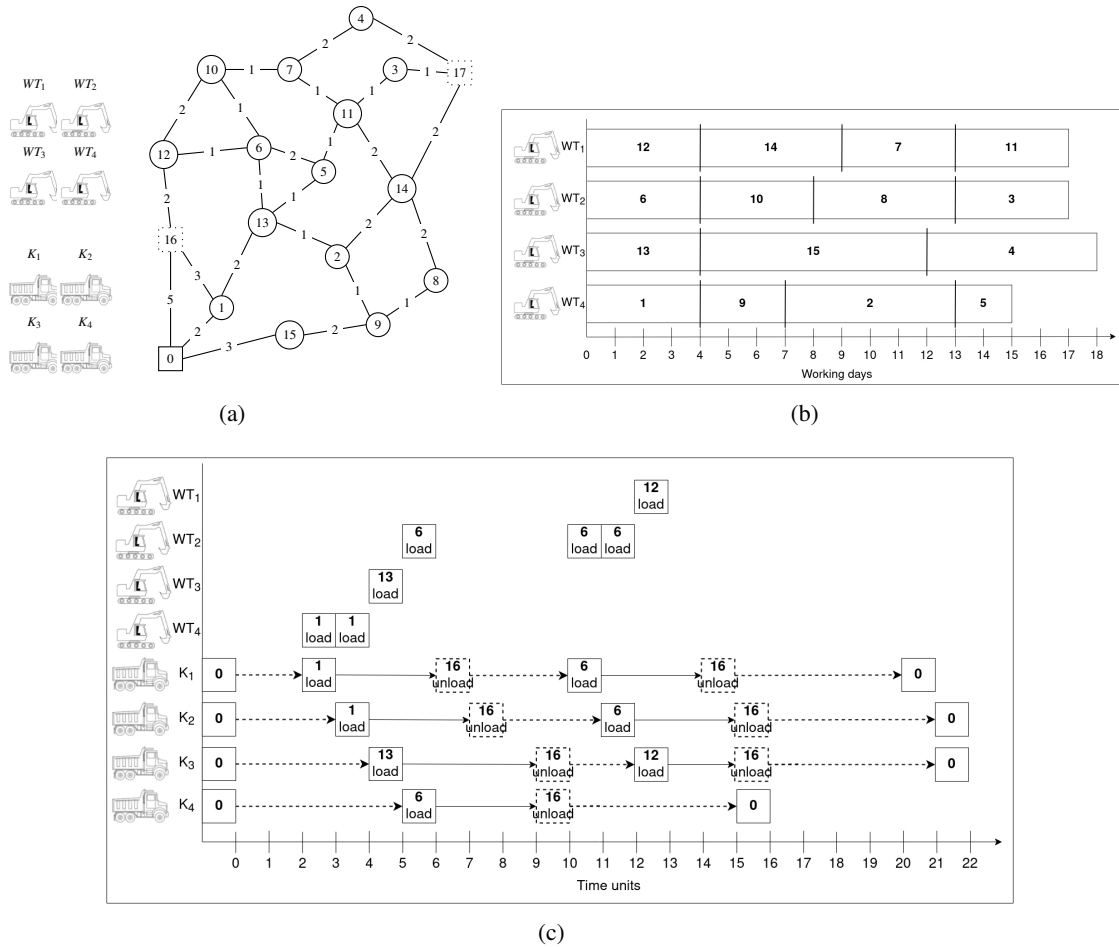 WT1 WT2
WT3 WT4
K1 K2
K3 K4
4
2 2
10 1 7 3 1 17
1 1
2 1 11
12 1 6 2 1 2 2
5
1 1
2 14
13
16 1 2 2
2
3 2 8
5 1 1
1
2 15 2 9
0 3
(a)
WT1 12 14 7 11
WT2 6 10 8 3
WT3 13 15 4
WT4 1 9 2 5
0 1 2 3 4 5 6 7 8 9 10 11 12 13 14 15 16 17 18
Working days
(b)
WT1 12
load
WT2 6 6 6
load load load
WT3 13
load
WT4 1 1
load load
K1 0 1 16 6 16 0
load unload load unload
K2 0 1 16 6 16 0
load unload load unload
K3 0 13 16 12 16 0
load unload load unload
K4 0 6 16 0
load unload
0 1 2 3 4 5 6 7 8 9 10 11 12 13 14 15 16 17 18 19 20 21 22
Time units
(c)